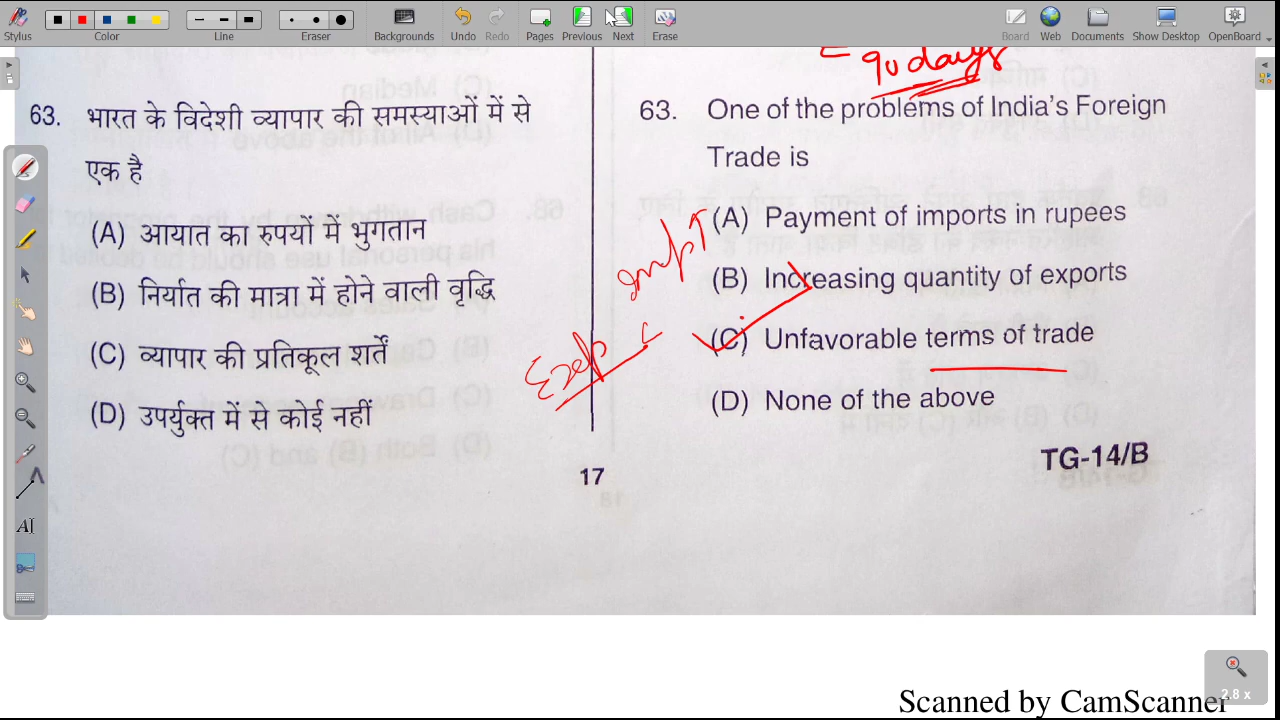 Stylus
Color
Line
Eraser
Backgrounds
Undo
Redo
Pages
Previous
Next
Erase
Board
Web
Documents
Show Desktop
OpenBoard
90 days
63. भारत के विदेशी व्यापार की समस्याओं में से
एक है
(A) आयात का रुपयों में भुगतान
(B) निर्यात की मात्रा में होने वाली वृद्धि
(C) व्यापार की प्रतिकूल शर्तें
(D) उपर्युक्त में से कोई नहीं
63. One of the problems of India's Foreign
Trade is
(A) Payment of imports in rupees
(B) Increasing quantity of exports
(C) Unfavorable terms of trade
(D) None of the above
Imp↑
Exp
17
TG-14/B
AI
2.8 x
Scanned by CamScanner